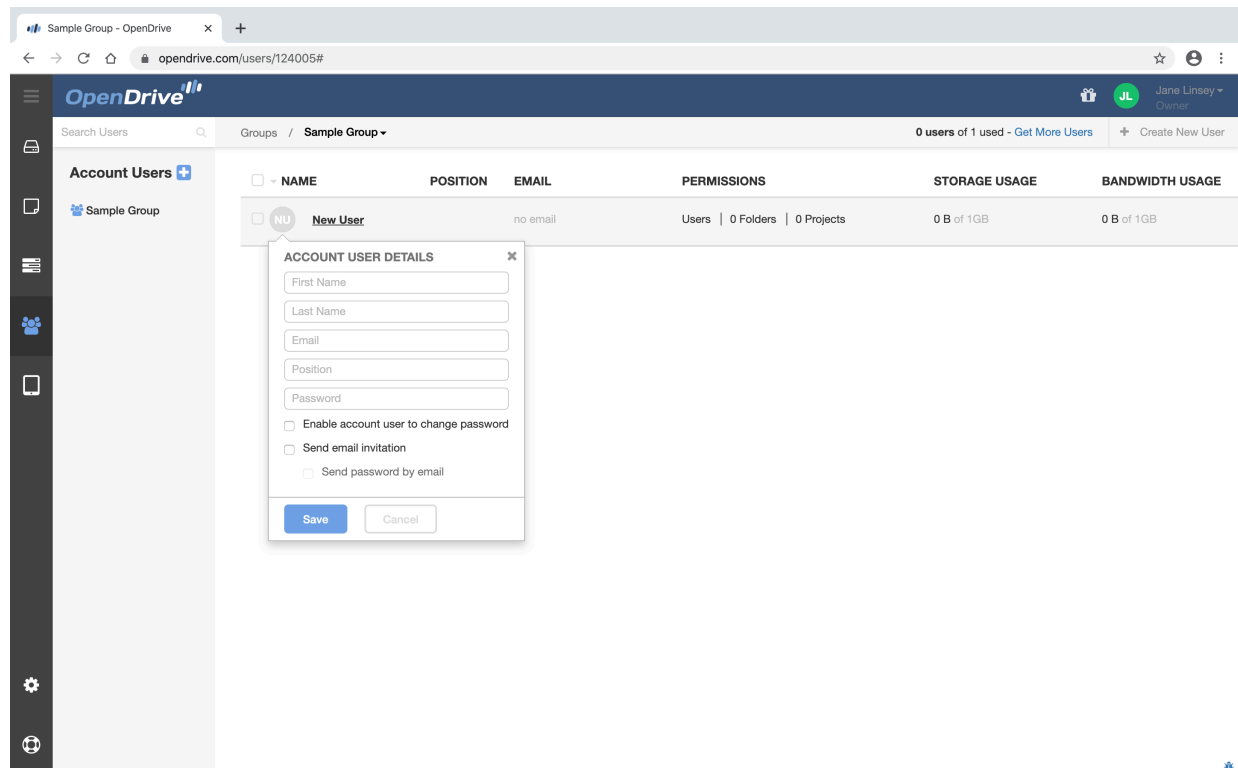 Sample Group - OpenDrive
opendrive.com/users/124005#
OpenDrive
JL
Jane Linsey
Owner
Search Users
Groups / Sample Group
0 users of 1 used - Get More Users
+ Create New User
Account Users
Sample Group
NAME POSITION EMAIL PERMISSIONS STORAGE USAGE BANDWIDTH USAGE
NU New User no email Users | 0 Folders | 0 Projects 0 B of 1GB 0 B of 1GB
ACCOUNT USER DETAILS
First Name
Last Name
Email
Position
Password
Enable account user to change password
Send email invitation
Send password by email
Save Cancel